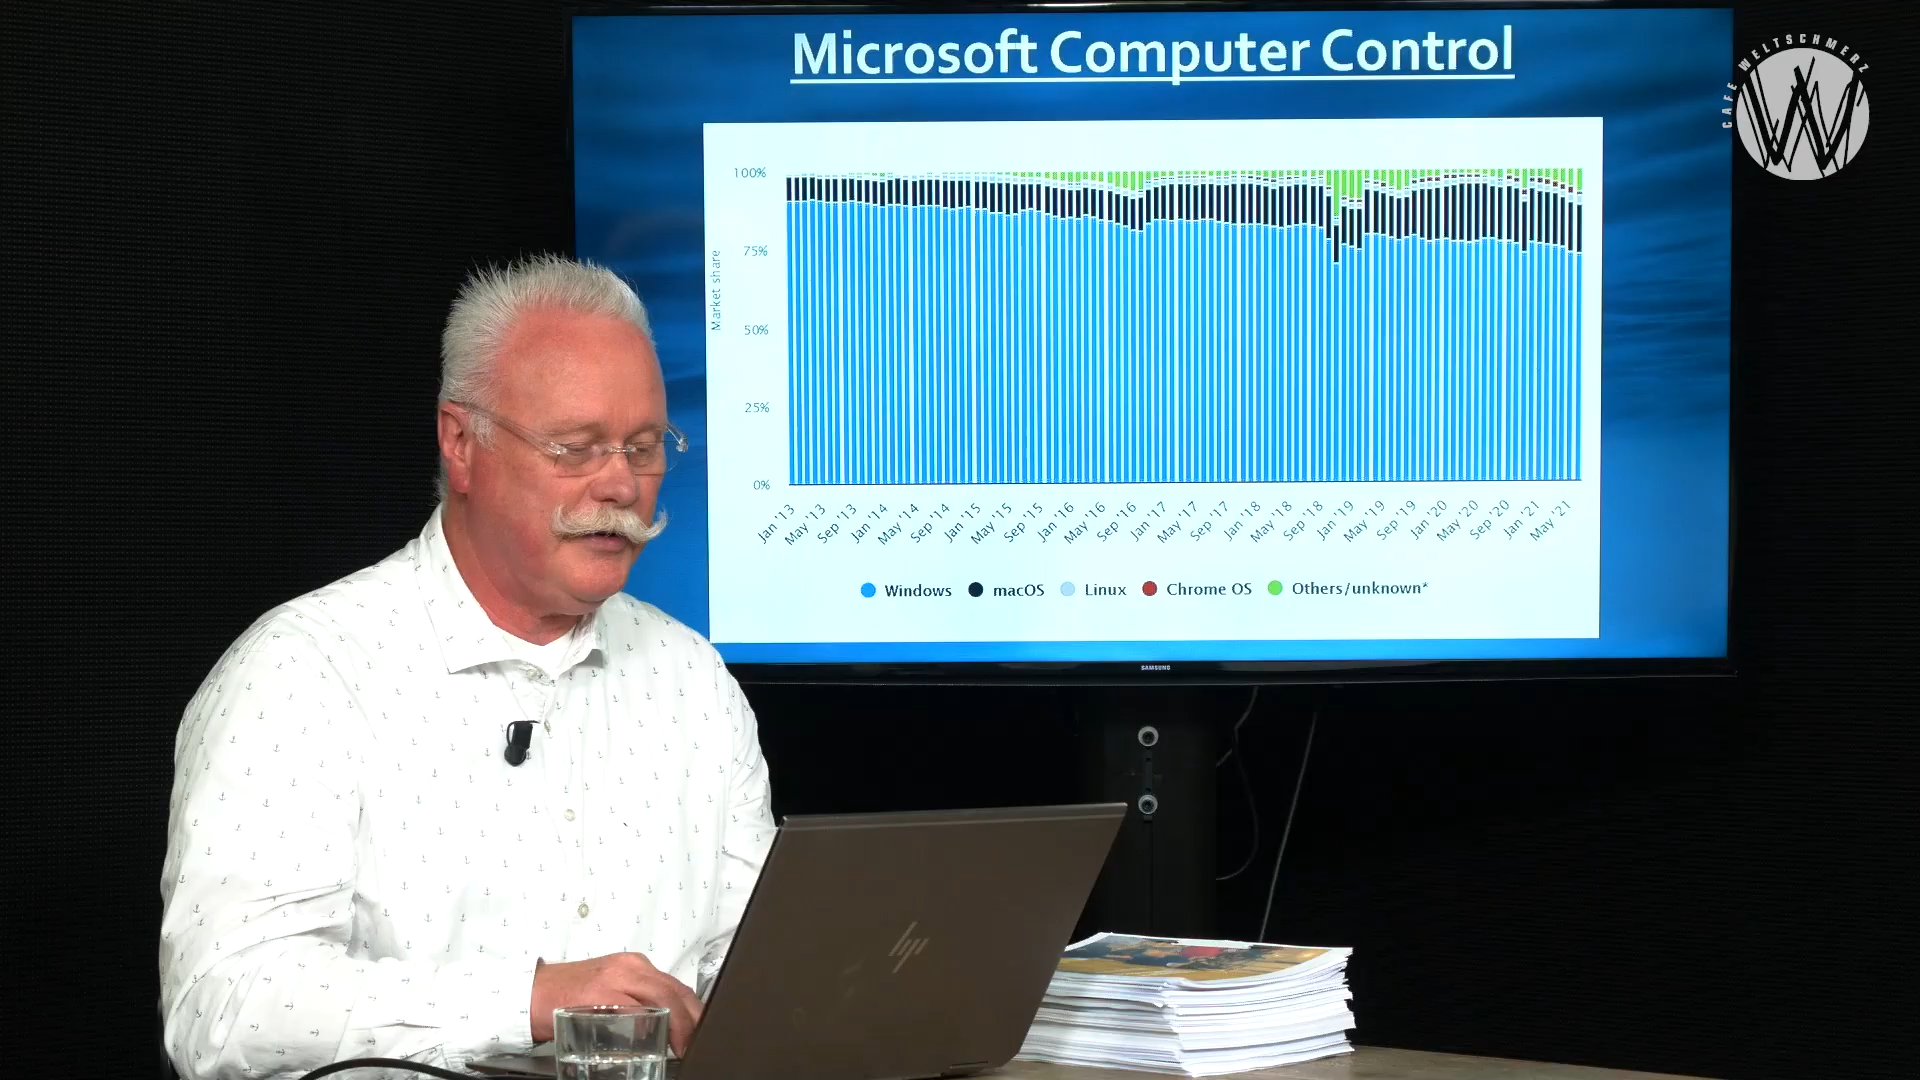 Microsoft Computer Control
CAFE WELTSCHMERZ
100%
75%
50%
25%
0%
Market share
Jan '13
May '13
Sep '13
Jan '14
May '14
Sep '14
Jan '15
May '15
Sep '15
Jan '16
May '16
Sep '16
Jan '17
May '17
Sep '17
Jan '18
May '18
Sep '18
Jan '19
May '19
Sep '19
Jan '20
May '20
Sep '20
Jan '21
May '21
Windows macOS Linux Chrome OS Others/unknown*
SAMSUNG
hp